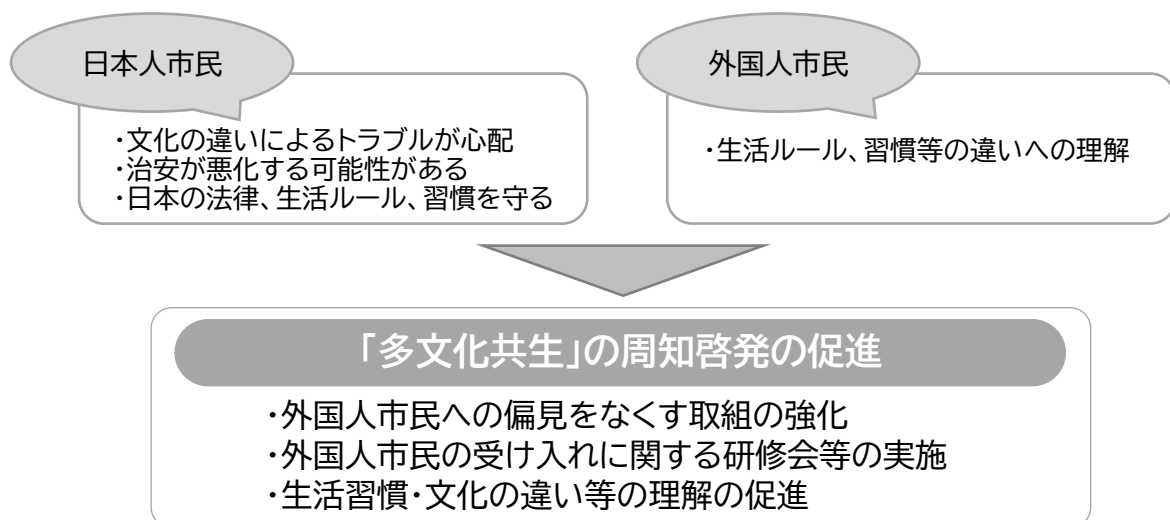 日本人市民
・文化の違いによるトラブルが心配
・治安が悪化する可能性がある
・日本の法律、生活ルール、習慣を守る
外国人市民
・生活ルール、習慣等の違いへの理解
「多文化共生」の周知啓発の促進
・外国人市民への偏見をなくす取組の強化
・外国人市民の受け入れに関する研修会等の実施
・生活習慣・文化の違い等の理解の促進